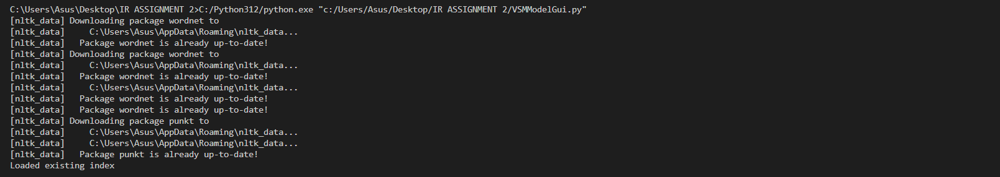 C:\Users\Asus\Desktop\IR ASSIGNMENT 2>C:/Python312/python.exe "c:/Users/Asus/Desktop/IR ASSIGNMENT 2/VSMModelGui.py"
[nltk_data] Downloading package wordnet to
[nltk_data]     C:\Users\Asus\AppData\Roaming\nltk_data...
[nltk_data]   Package wordnet is already up-to-date!
[nltk_data] Downloading package wordnet to
[nltk_data]     C:\Users\Asus\AppData\Roaming\nltk_data...
[nltk_data]   Package wordnet is already up-to-date!
[nltk_data]     C:\Users\Asus\AppData\Roaming\nltk_data...
[nltk_data]   Package wordnet is already up-to-date!
[nltk_data]   Package wordnet is already up-to-date!
[nltk_data] Downloading package punkt to
[nltk_data]     C:\Users\Asus\AppData\Roaming\nltk_data...
[nltk_data]     C:\Users\Asus\AppData\Roaming\nltk_data...
[nltk_data]   Package punkt is already up-to-date!
Loaded existing index